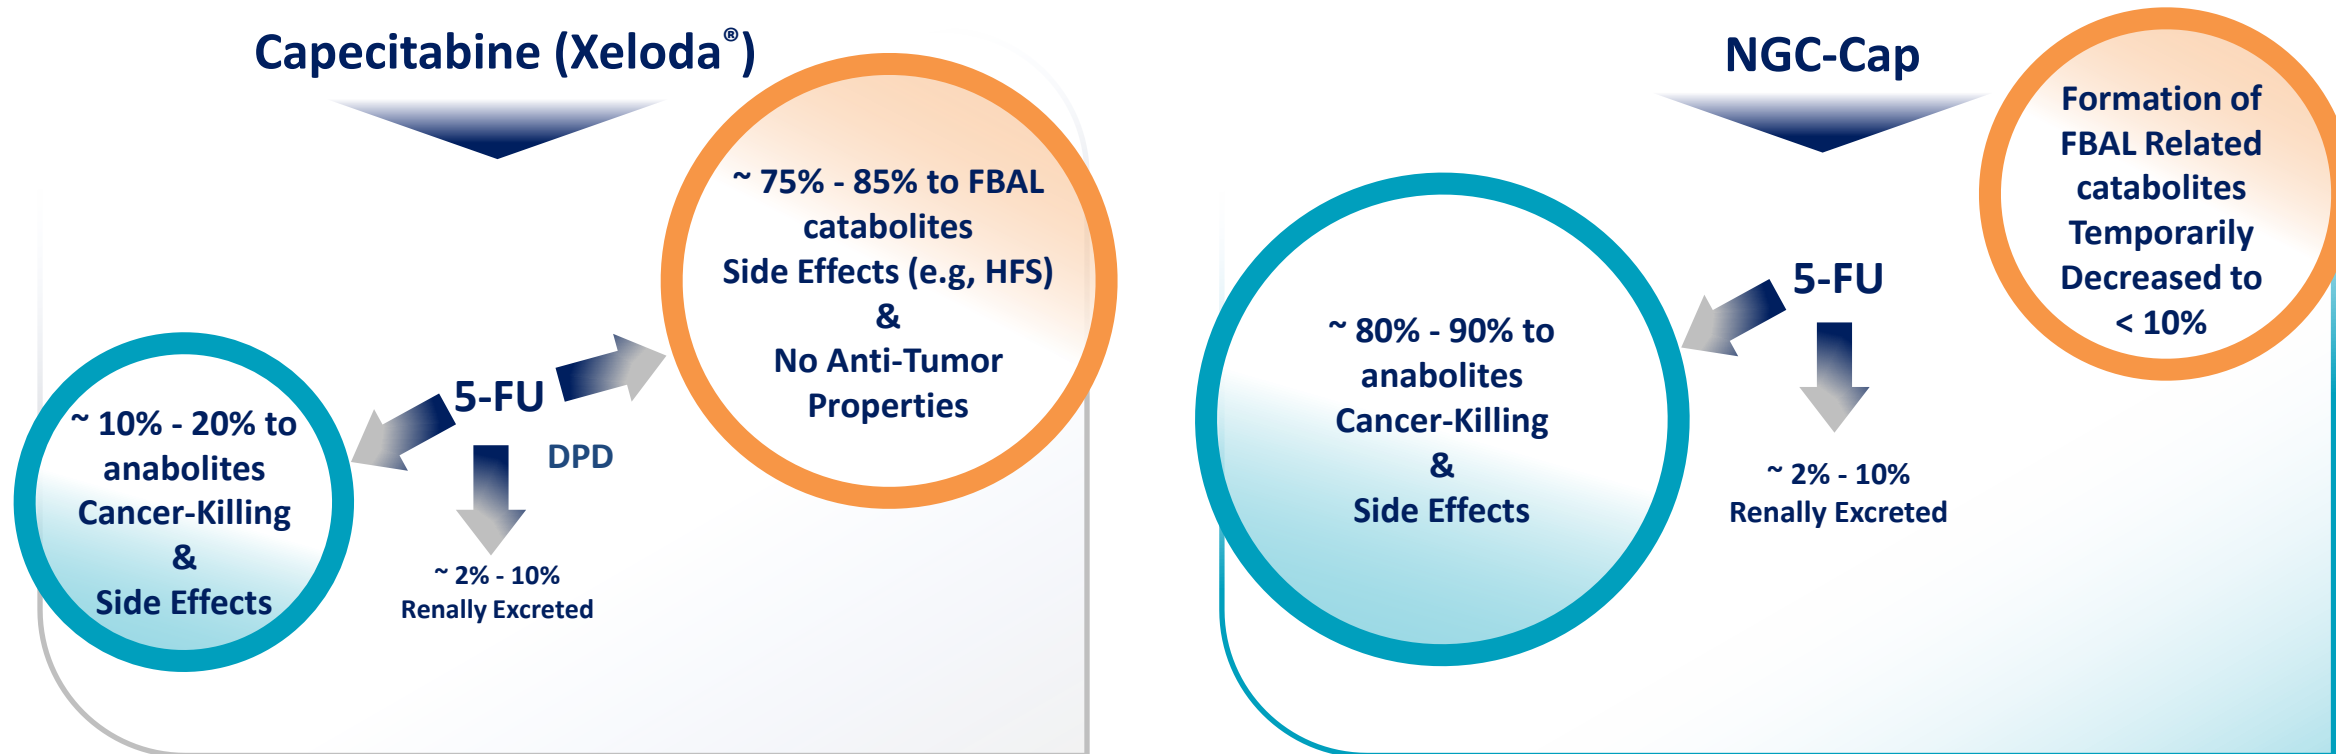 Capecitabine (Xeloda®)
~ 75% - 85% to FBAL
catabolites
Side Effects (e.g, HFS)
&
No Anti-Tumor
Properties
5-FU
DPD
~ 10% - 20% to
anabolites
Cancer-Killing
&
Side Effects
~ 2% - 10%
Renally Excreted
NGC-Cap
Formation of
FBAL Related
catabolites
Temporarily
Decreased to
< 10%
5-FU
~ 80% - 90% to
anabolites
Cancer-Killing
&
Side Effects
~ 2% - 10%
Renally Excreted